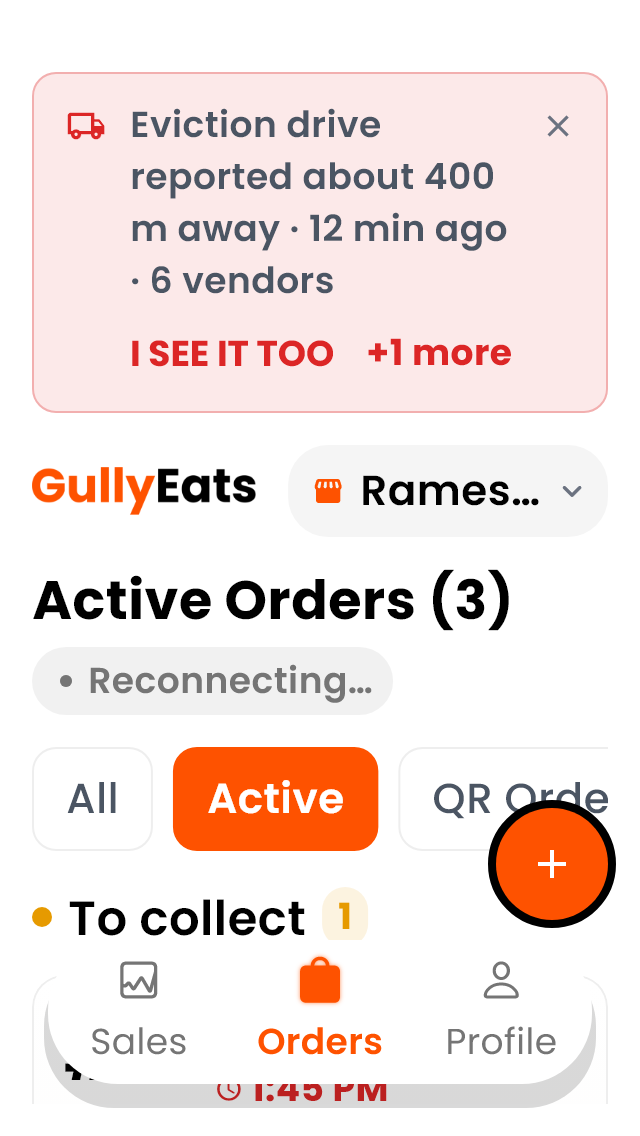 Eviction drive
reported about 400
m away · 12 min ago
· 6 vendors
I SEE IT TOO +1 more
GullyEats Rames...
Active Orders (3)
• Reconnecting...
All Active QR Orde
+
To collect 1
Sales Orders Profile
1:45 PM